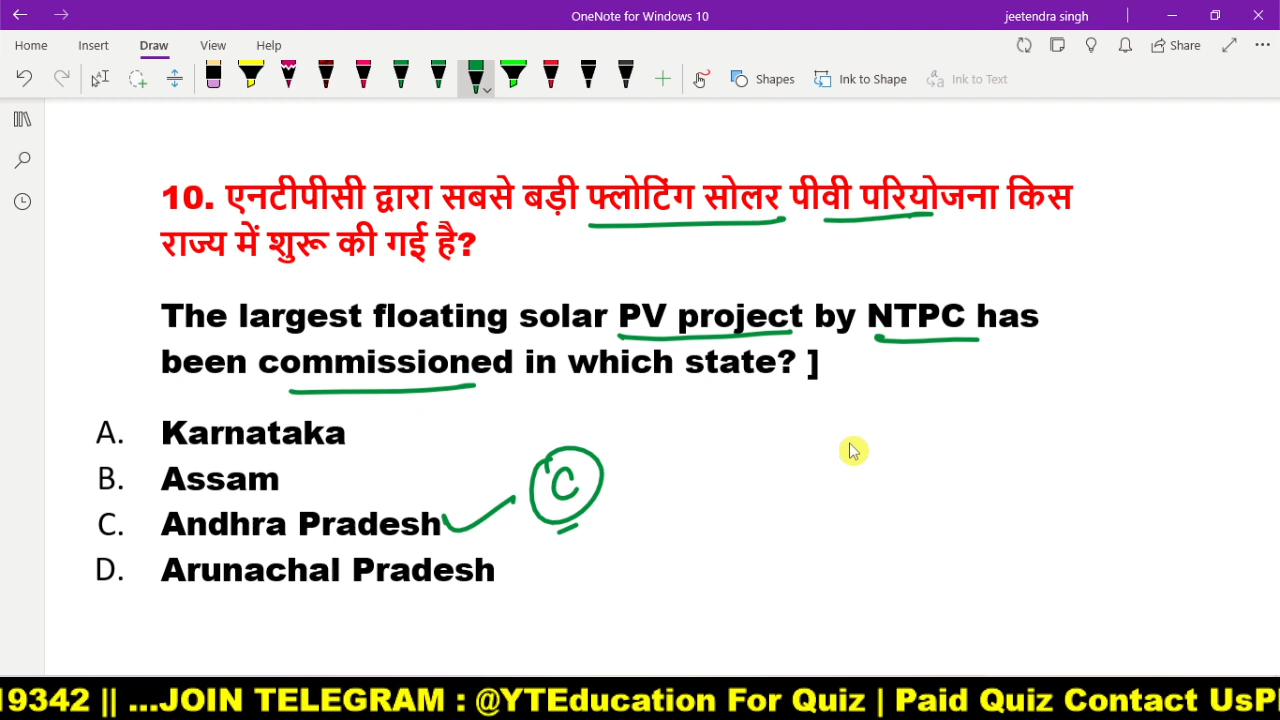 OneNote for Windows 10
jeetendra singh
Home Insert Draw View Help
Share
Shapes Ink to Shape Ink to Text
10. एनटीपीसी द्वारा सबसे बड़ी फ्लोटिंग सोलर पीवी परियोजना किस
राज्य में शुरू की गई है?
The largest floating solar PV project by NTPC has
been commissioned in which state? ]
A. Karnataka
B. Assam
C. Andhra Pradesh
C
D. Arunachal Pradesh
19342 || ...JOIN TELEGRAM : @YTEducation For Quiz | Paid Quiz Contact UsPl